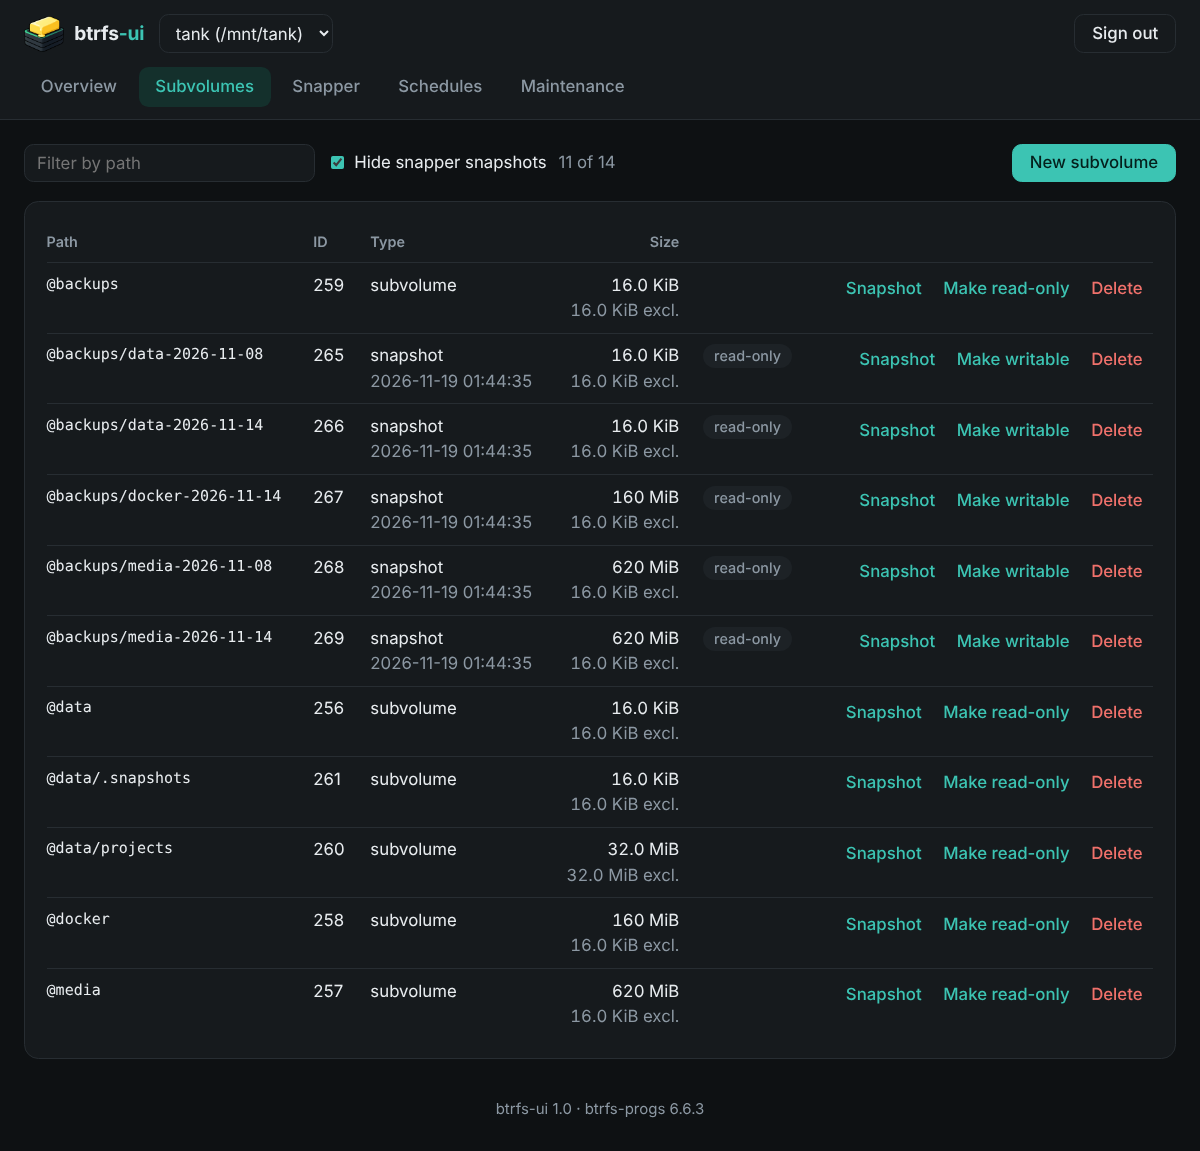 btrfs-ui
tank (/mnt/tank)
Sign out
Overview
Subvolumes
Snapper
Schedules
Maintenance
Filter by path
Hide snapper snapshots
11 of 14
New subvolume
Path ID Type Size
@backups 259 subvolume 16.0 KiB Snapshot Make read-only Delete
16.0 KiB excl.
@backups/data-2026-11-08 265 snapshot 16.0 KiB read-only Snapshot Make writable Delete
2026-11-19 01:44:35 16.0 KiB excl.
@backups/data-2026-11-14 266 snapshot 16.0 KiB read-only Snapshot Make writable Delete
2026-11-19 01:44:35 16.0 KiB excl.
@backups/docker-2026-11-14 267 snapshot 160 MiB read-only Snapshot Make writable Delete
2026-11-19 01:44:35 16.0 KiB excl.
@backups/media-2026-11-08 268 snapshot 620 MiB read-only Snapshot Make writable Delete
2026-11-19 01:44:35 16.0 KiB excl.
@backups/media-2026-11-14 269 snapshot 620 MiB read-only Snapshot Make writable Delete
2026-11-19 01:44:35 16.0 KiB excl.
@data 256 subvolume 16.0 KiB Snapshot Make read-only Delete
16.0 KiB excl.
@data/.snapshots 261 subvolume 16.0 KiB Snapshot Make read-only Delete
16.0 KiB excl.
@data/projects 260 subvolume 32.0 MiB Snapshot Make read-only Delete
32.0 MiB excl.
@docker 258 subvolume 160 MiB Snapshot Make read-only Delete
16.0 KiB excl.
@media 257 subvolume 620 MiB Snapshot Make read-only Delete
16.0 KiB excl.
btrfs-ui 1.0 · btrfs-progs 6.6.3